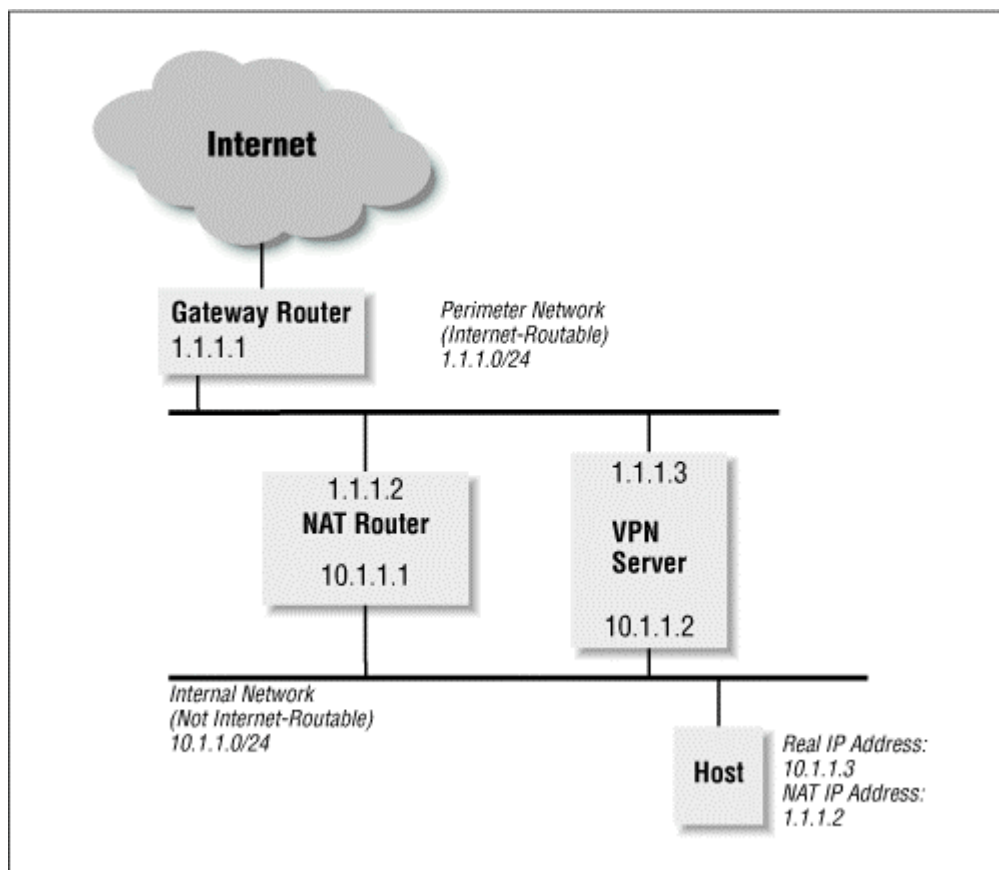 Internet
Gateway Router
1.1.1.1
Perimeter Network
(Internet-Routable)
1.1.1.0/24
1.1.1.2
NAT Router
10.1.1.1
1.1.1.3
VPN
Server
10.1.1.2
Internal Network
(Not Internet-Routable)
10.1.1.0/24
Host
Real IP Address:
10.1.1.3
NAT IP Address:
1.1.1.2